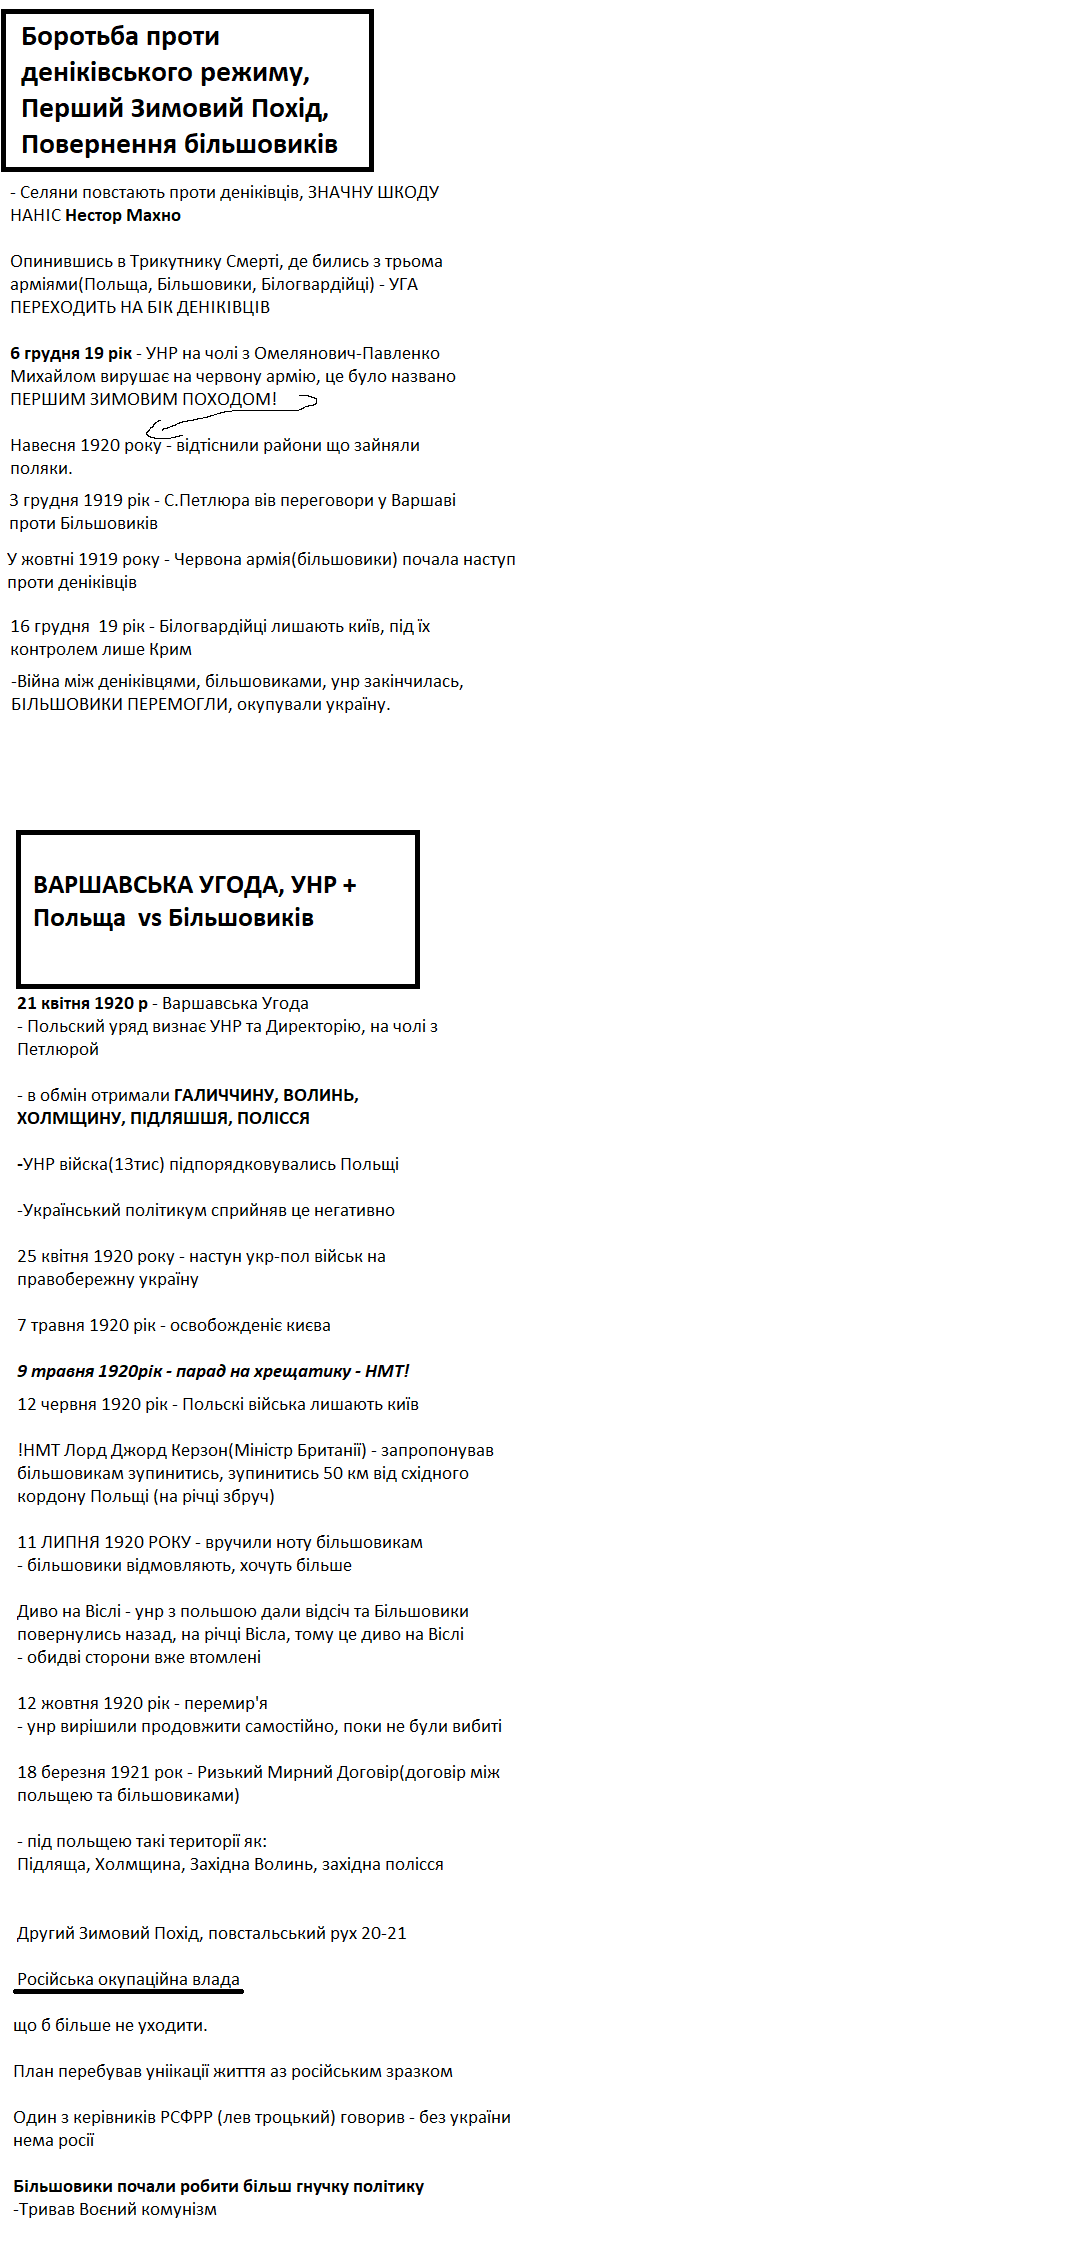 Боротьба проти
деніківського режиму,
Перший Зимовий Похід,
Повернення більшовиків
- Селяни повстають проти деніківців, ЗНАЧНУ ШКОДУ
НАНІС Нестор Махно
Опинившись в Трикутнику Смерті, де бились з трьома
арміями(Польща, Більшовики, Білогвардійці) - УГА
ПЕРЕХОДИТЬ НА БІК ДЕНІКІВЦІВ
6 грудня 19 рік - УНР на чолі з Омелянович-Павленко
Михайлом вирушає на червону армію, це було названо
ПЕРШИМ ЗИМОВИМ ПОХОДОМ!
Навесня 1920 року - відтіснили райони що зайняли
поляки.
3 грудня 1919 рік - С.Петлюра вів переговори у Варшаві
проти Більшовиків
У жовтні 1919 року - Червона армія(більшовики) почала наступ
проти деніківців
16 грудня  19 рік - Білогвардійці лишають київ, під їх
контролем лише Крим
-Війна між деніківцями, більшовиками, унр закінчилась,
БІЛЬШОВИКИ ПЕРЕМОГЛИ, окупували україну.
ВАРШАВСЬКА УГОДА, УНР +
Польща  vs Більшовиків
21 квітня 1920 р - Варшавська Угода
- Польский уряд визнає УНР та Директорію, на чолі з
Петлюрой
- в обмін отримали ГАЛИЧЧИНУ, ВОЛИНЬ,
ХОЛМЩИНУ, ПІДЛЯШШЯ, ПОЛІССЯ
-УНР війска(13тис) підпорядковувались Польщі
-Український політикум сприйняв це негативно
25 квітня 1920 року - настун укр-пол військ на
правобережну україну
7 травня 1920 рік - освобожденіє києва
9 травня 1920рік - парад на хрещатику - НМТ!
12 червня 1920 рік - Польскі війська лишають київ
!НМТ Лорд Джорд Керзон(Міністр Британії) - запропонував
більшовикам зупинитись, зупинитись 50 км від східного
кордону Польщі (на річці збруч)
11 ЛИПНЯ 1920 РОКУ - вручили ноту більшовикам
- більшовики відмовляють, хочуть більше
Диво на Віслі - унр з польшою дали відсіч та Більшовики
повернулись назад, на річці Вісла, тому це диво на Віслі
- обидві сторони вже втомлені
12 жовтня 1920 рік - перемир'я
- унр вирішили продовжити самостійно, поки не були вибиті
18 березня 1921 рок - Ризький Мирний Договір(договір між
польщею та більшовиками)
- під польщею такі території як:
Підляща, Холмщина, Західна Волинь, західна полісся
Другий Зимовий Похід, повстальський рух 20-21
Російська окупаційна влада
що б більше не уходити.
План перебував уніікації житття аз російським зразком
Один з керівників РСФРР (лев троцький) говорив - без україни
нема росії
Більшовики почали робити більш гнучку політику
-Тривав Воєний комунізм